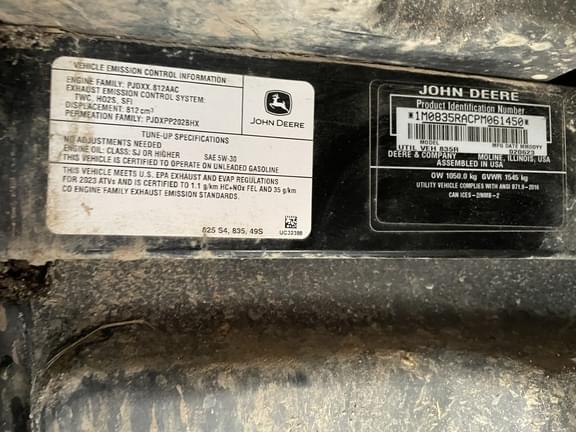 VEHICLE EMISSION CONTROL INFORMATION
ENGINE FAMILY: PJDXX.812AAC
EXHAUST EMISSION CONTROL SYSTEM:
TWC, HO2S, SFI
DISPLACEMENT: 812 cm³
PERMEATION FAMILY: PJDXPP202BHX
JOHN DEERE
TUNE-UP SPECIFICATIONS
NO ADJUSTMENTS NEEDED
ENGINE OIL: CLASS: SJ OR HIGHER SAE 5W-30
THIS VEHICLE IS CERTIFIED TO OPERATE ON UNLEADED GASOLINE
THIS VEHICLE MEETS U.S. EPA EXHAUST AND EVAP REGULATIONS
FOR 2023 ATVs AND IS CERTIFIED TO 1.1 g/km HC+NOx FEL AND 35 g/km
CO ENGINE FAMILY EXHAUST EMISSION STANDARDS.
825 S4, 835, 49S
UC30388
JOHN DEERE
Product Identification Number
*1M0835RACPM061450*
MODEL
MFG DATE MMDDYY
UTIL VEH 835R 020623
DEERE & COMPANY MOLINE, ILLINOIS, USA
ASSEMBLED IN USA
OW 1050.0 kg GVWR 1545 kg
UTILITY VEHICLE COMPLIES WITH ANSI B71.9-2016
CAN ICES-2/NMB-2